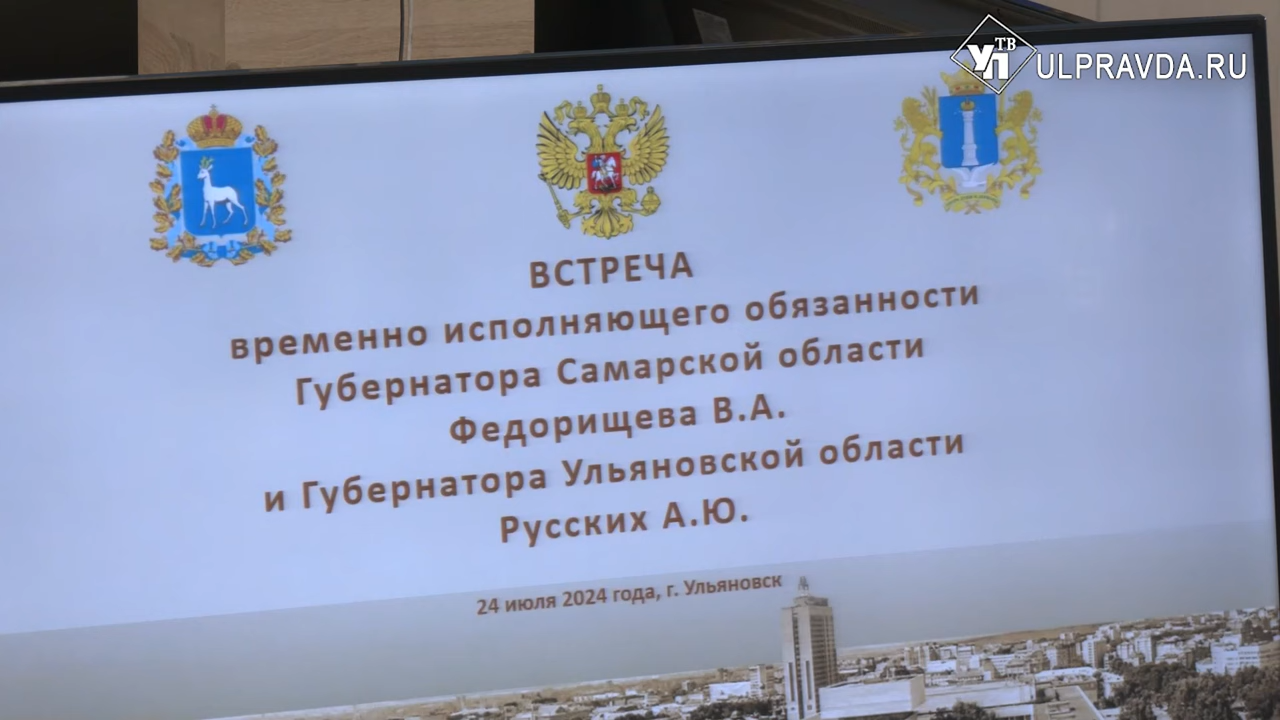 УП ТВ
ULPRAVDA.RU
ВСТРЕЧА
временно исполняющего обязанности
Губернатора Самарской области
Федорищева В.А.
и Губернатора Ульяновской области
Русских А.Ю.
24 июля 2024 года, г. Ульяновск